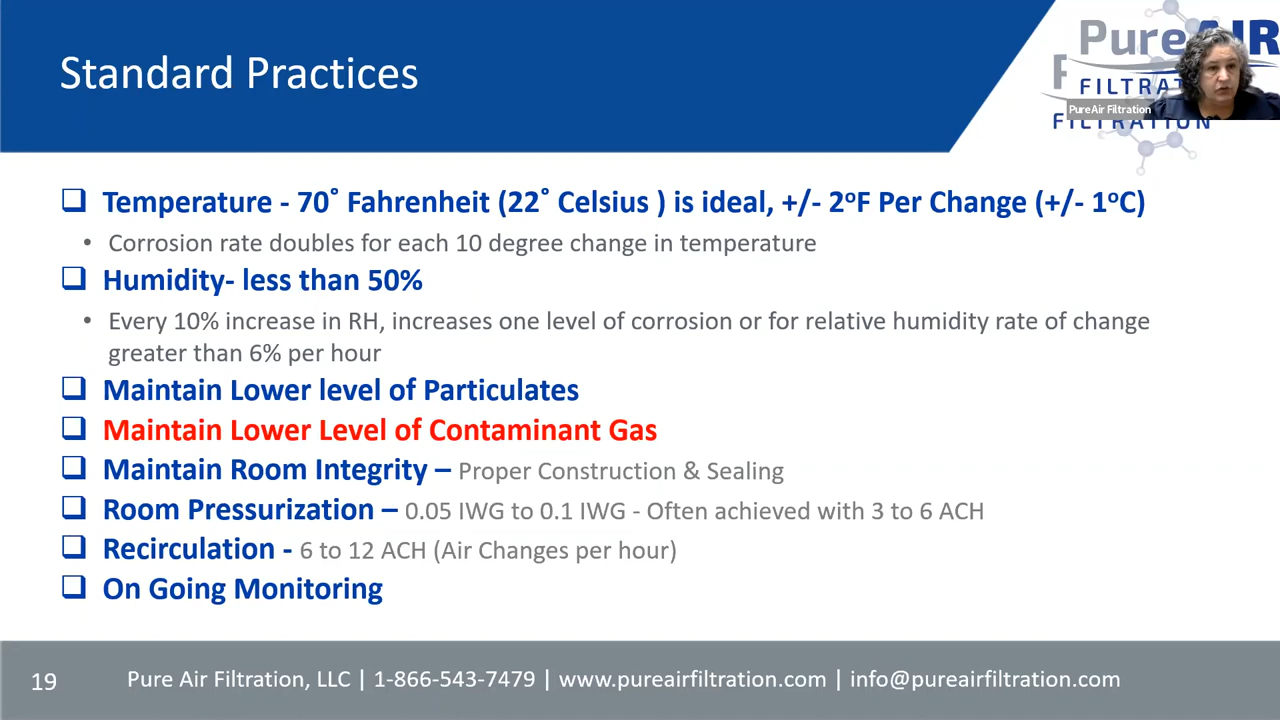 Standard Practices
PureAIR
FILTRA
PureAir Filtration
FILTRATION
❑ Temperature - 70˚ Fahrenheit (22˚ Celsius ) is ideal, +/- 2ºF Per Change (+/- 1ºC)
• Corrosion rate doubles for each 10 degree change in temperature
❑ Humidity- less than 50%
• Every 10% increase in RH, increases one level of corrosion or for relative humidity rate of change
greater than 6% per hour
❑ Maintain Lower level of Particulates
❑ Maintain Lower Level of Contaminant Gas
❑ Maintain Room Integrity – Proper Construction & Sealing
❑ Room Pressurization – 0.05 IWG to 0.1 IWG - Often achieved with 3 to 6 ACH
❑ Recirculation - 6 to 12 ACH (Air Changes per hour)
❑ On Going Monitoring
19 Pure Air Filtration, LLC | 1-866-543-7479 | www.pureairfiltration.com | info@pureairfiltration.com